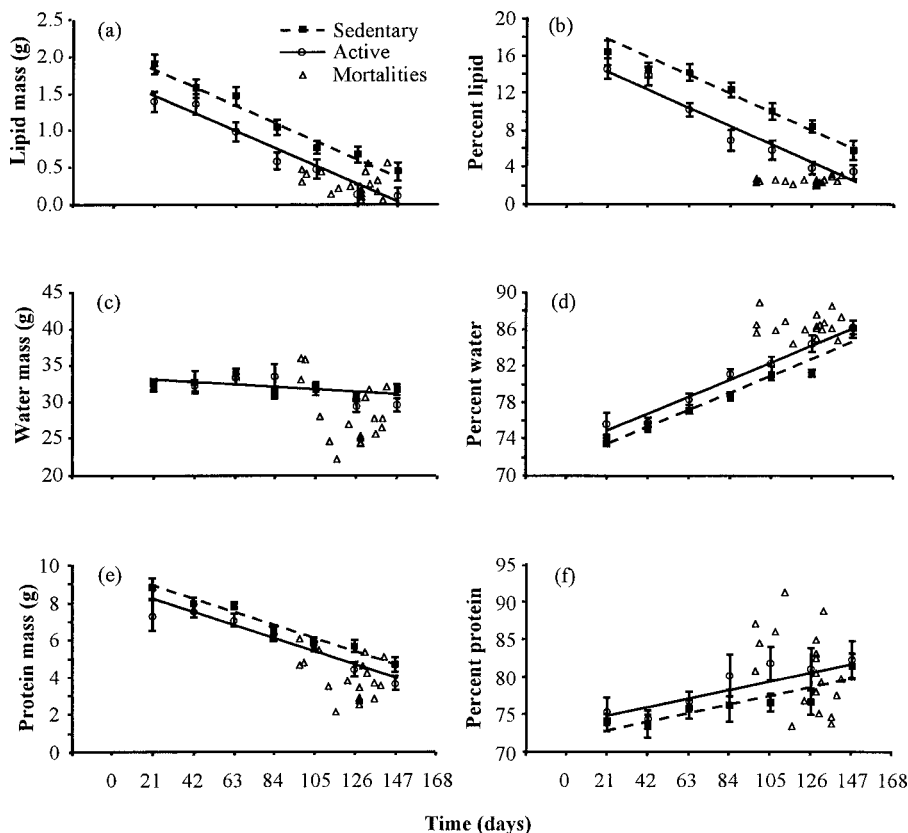 (a)
Sedentary
Active
Mortalities
Lipid mass (g)
2.5
2.0
1.5
1.0
0.5
0.0
(b)
Percent lipid
20
16
12
8
4
0
(c)
Water mass (g)
45
40
35
30
25
20
(d)
Percent water
90
86
82
78
74
70
(e)
Protein mass (g)
10
8
6
4
2
0
0 21 42 63 84 105 126 147 168
(f)
Percent protein
95
90
85
80
75
70
0 21 42 63 84 105 126 147 168
Time (days)